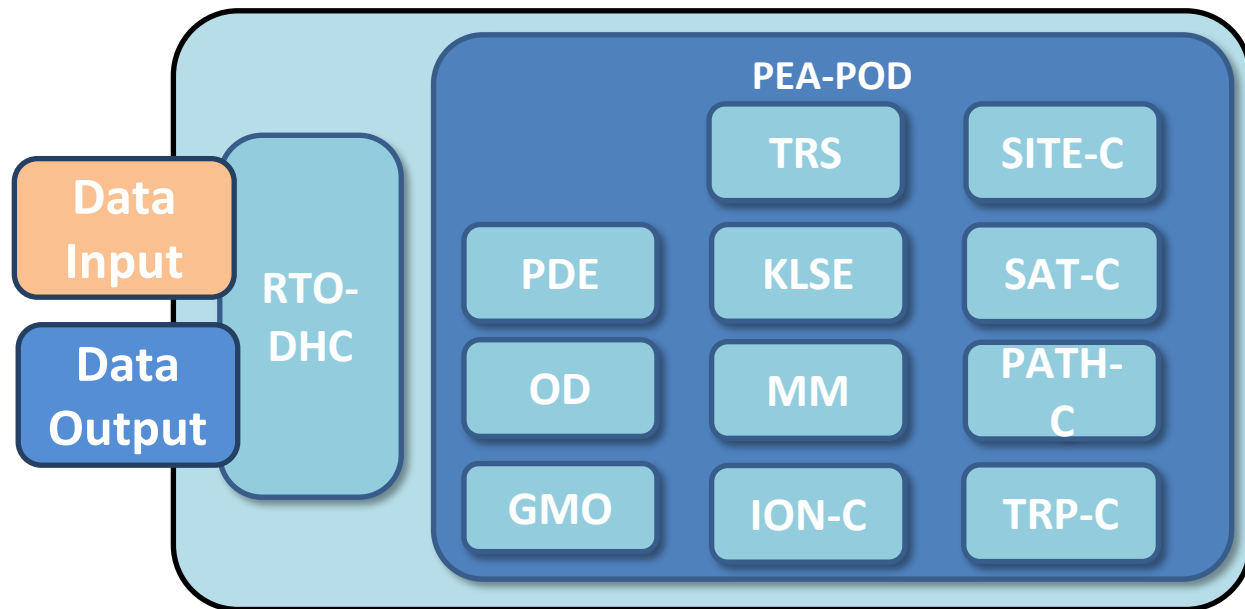 PEA-POD
TRS
SITE-C
Data
Input
RTO-
DHC
PDE
KLSE
SAT-C
Data
Output
OD
MM
PATH-
C
GMO
ION-C
TRP-C